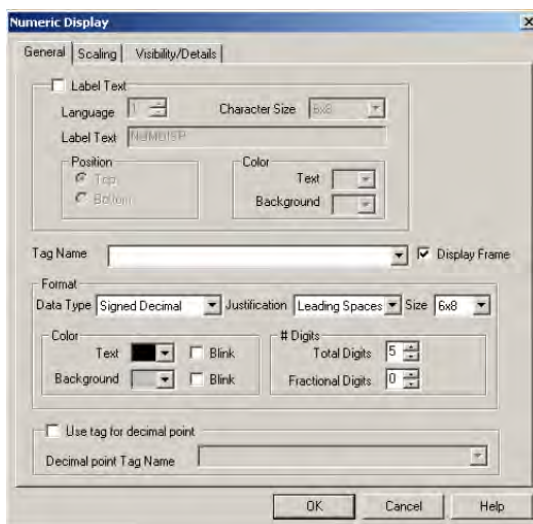 Numeric Display
General Scaling Visibility/Details
Label Text
Language 1 Character Size 6x8
Label Text NUMDISP
Position Color
Top Text
Bottom Background
Tag Name Display Frame
Format
Data Type Signed Decimal Justification Leading Spaces Size 6x8
Color # Digits
Text Blink Total Digits 5
Background Blink Fractional Digits 0
Use tag for decimal point
Decimal point Tag Name
OK Cancel Help